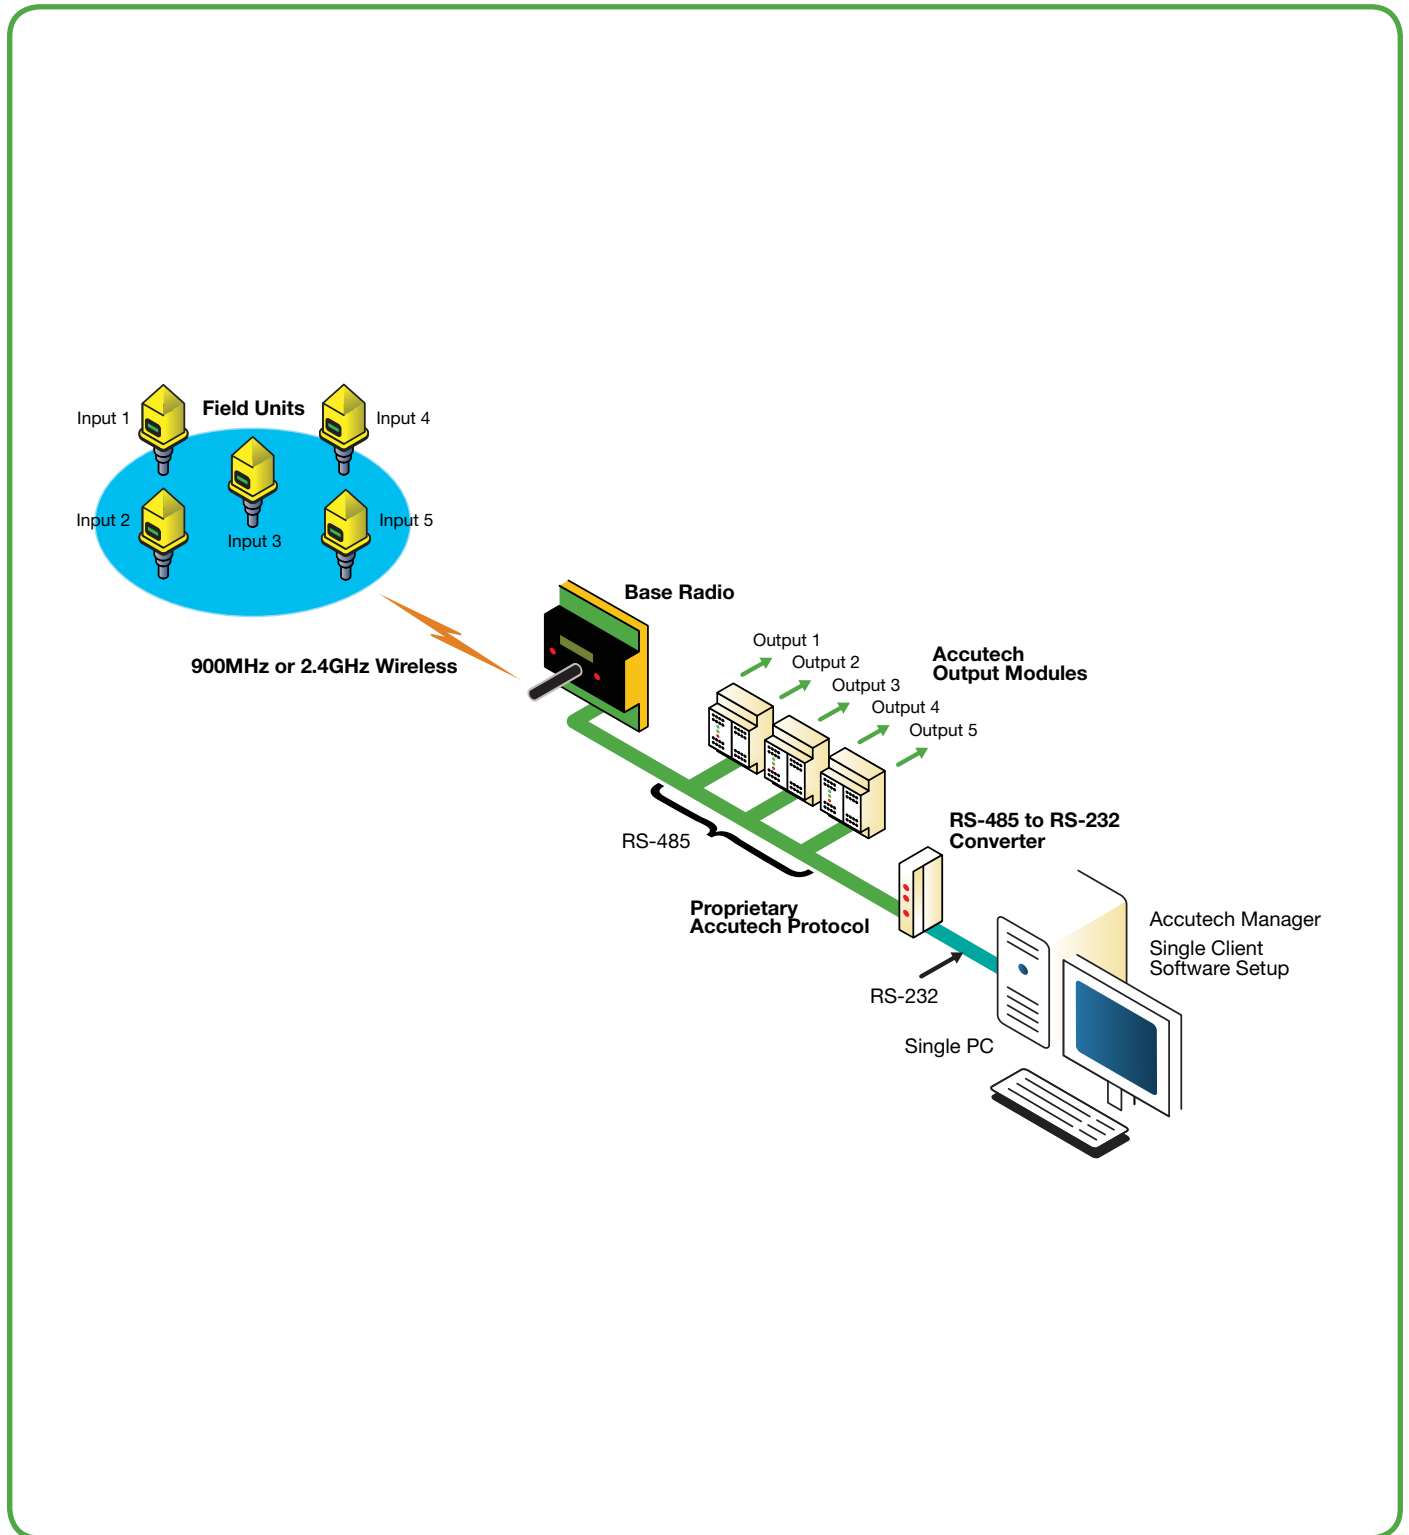 Field Units
Input 1
Input 4
Input 2
Input 5
Input 3
900MHz or 2.4GHz Wireless
Base Radio
Output 1
Output 2
Output 3
Output 4
Output 5
Accutech
Output Modules
RS-485
Proprietary
Accutech Protocol
RS-485 to RS-232
Converter
RS-232
Accutech Manager
Single Client
Software Setup
Single PC